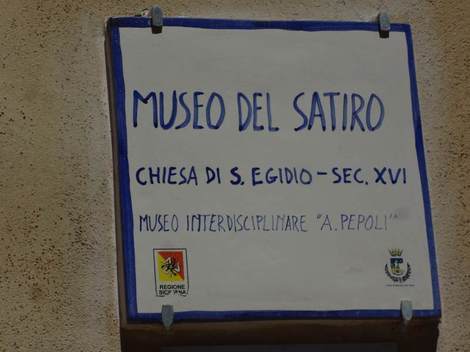 MUSEO DEL SATIRO
CHIESA DI S. EGIDIO - SEC. XVI
MUSEO INTERDISCIPLINARE "A. PEPOLI"
REGIONE
SICILIANA